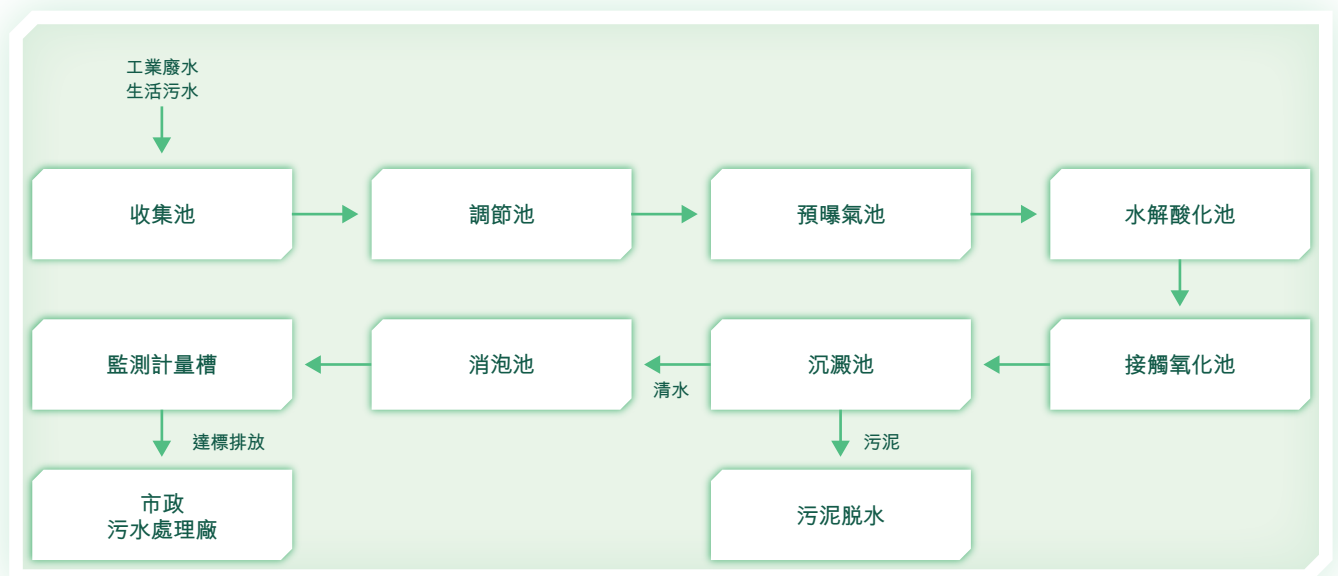 工業廢水
生活污水
收集池
調節池
預曝氣池
水解酸化池
監測計量槽
消泡池
清水
沉澱池
接觸氧化池
達標排放
污泥
市政
污水處理廠
污泥脱水